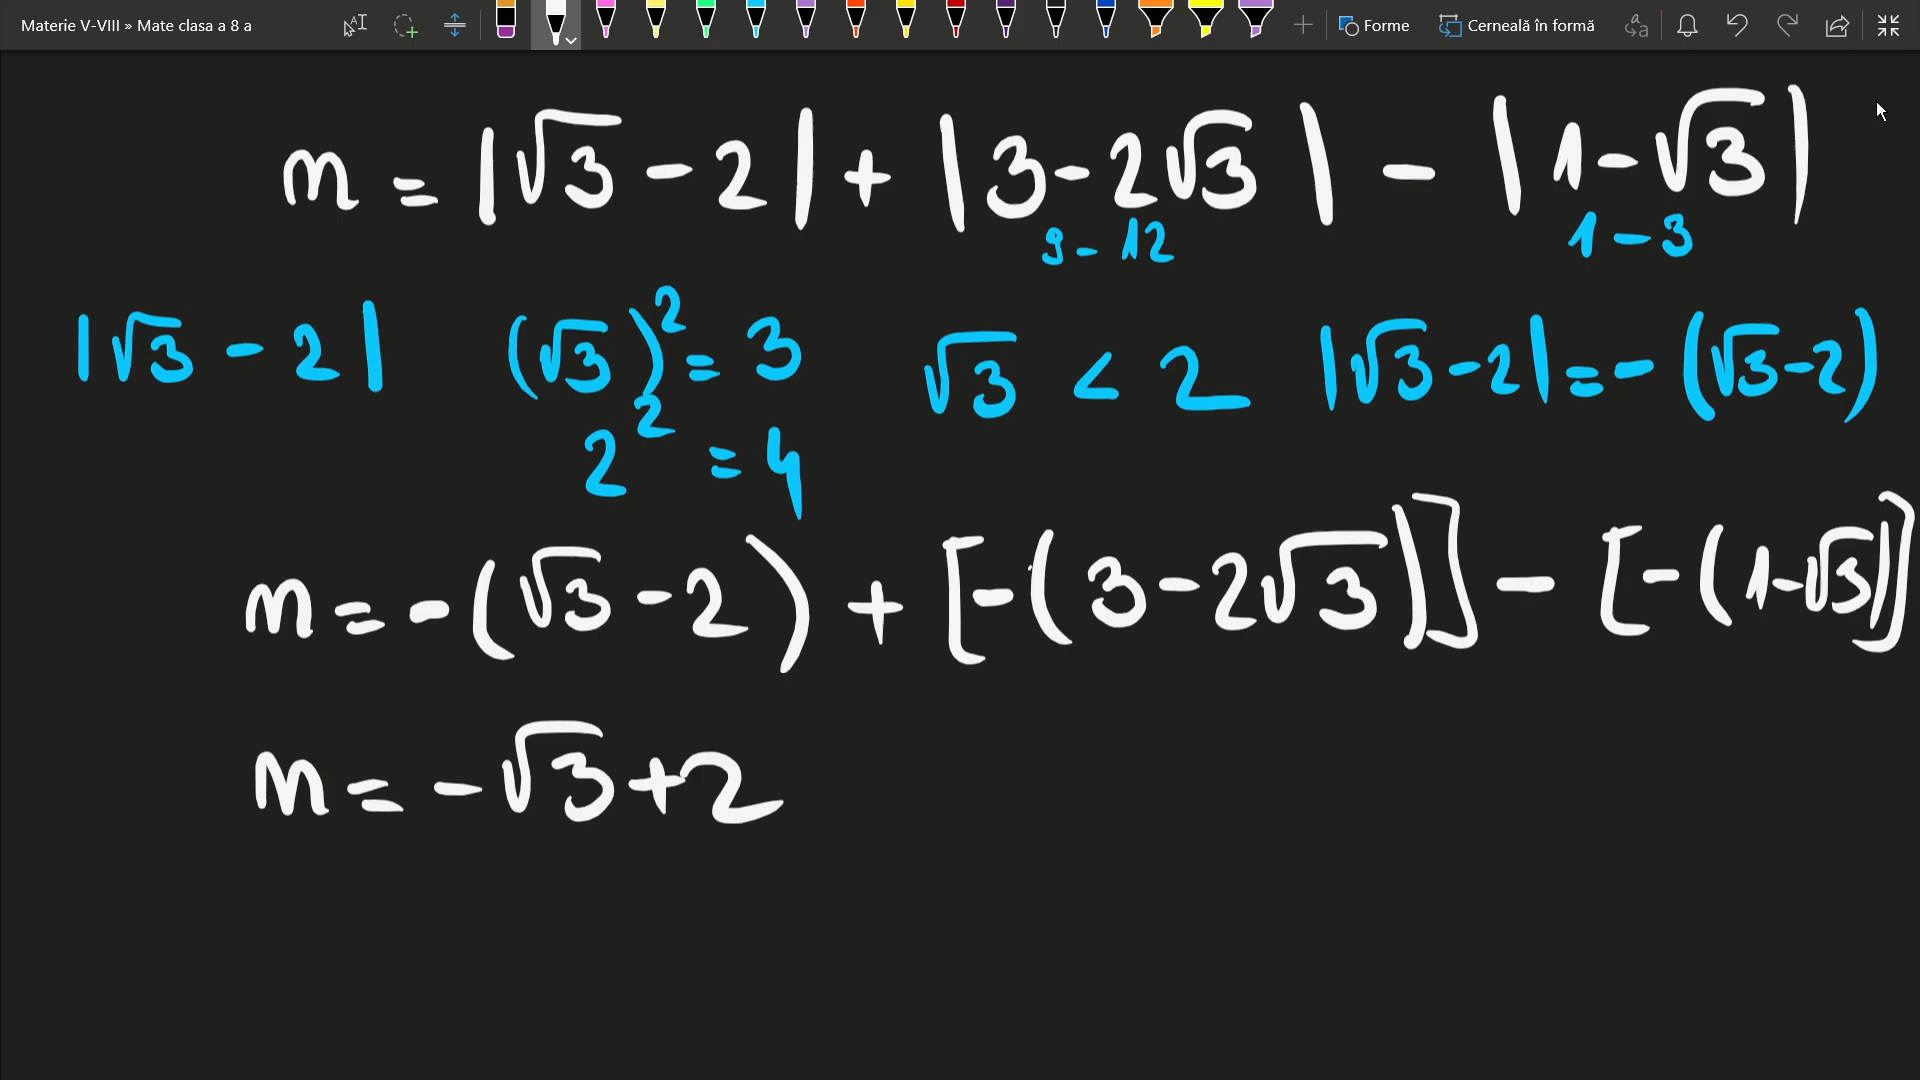 Materie V-VIII » Mate clasa a 8 a
Forme
Cerneală în formă
m = |√3 - 2| + |3 - 2√3| - |1 - √3|
9 - 12
1 - 3
|√3 - 2|
(√3)² = 3
√3 < 2
|√3 - 2| = - (√3 - 2)
2² = 4
m = - (√3 - 2) + [- (3 - 2√3)] - [- (1 - √3)]
m = - √3 + 2